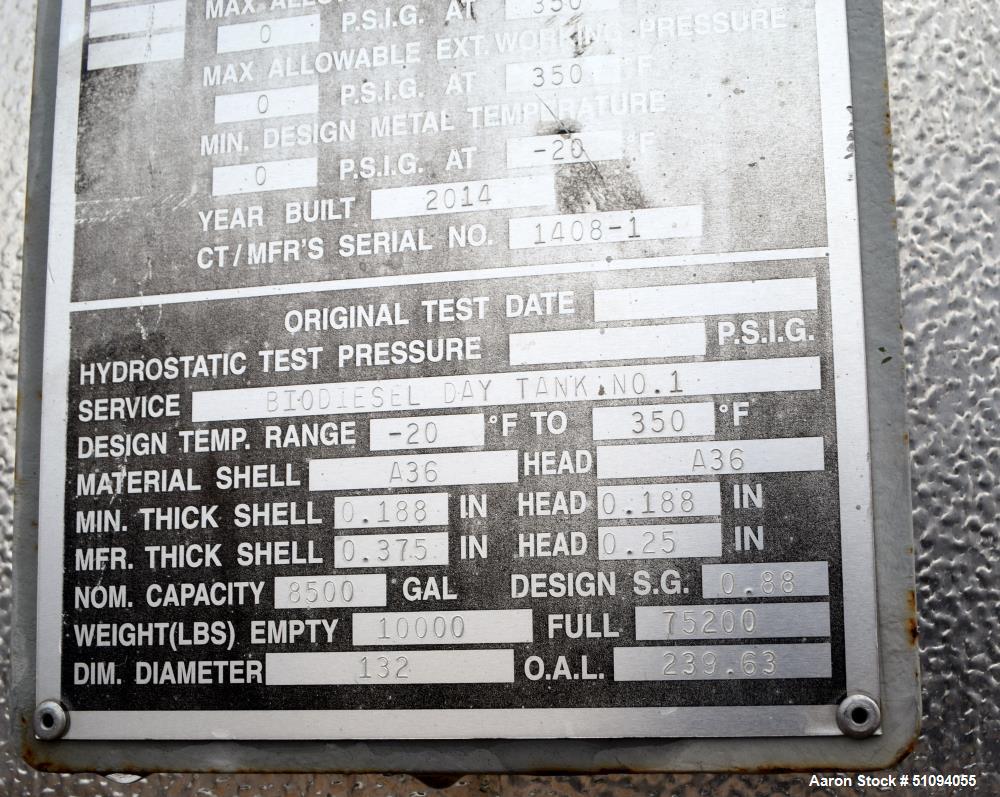 MAX. ALLOW
0 P.S.I.G. AT 350
MAX ALLOWABLE EXT. WORKING PRESSURE
0 P.S.I.G. AT 350 °F
MIN. DESIGN METAL TEMPERATURE
0 P.S.I.G. AT -20 °F
YEAR BUILT 2014
CT/MFR'S SERIAL NO. 1408-1
ORIGINAL TEST DATE
HYDROSTATIC TEST PRESSURE P.S.I.G.
SERVICE BIODIESEL DAY TANK NO.1
DESIGN TEMP. RANGE -20 °F TO 350 °F
MATERIAL SHELL A36 HEAD A36
MIN. THICK SHELL 0.188 IN HEAD 0.188 IN
MFR. THICK SHELL 0.375 IN HEAD 0.25 IN
NOM. CAPACITY 8500 GAL DESIGN S.G. 0.88
WEIGHT(LBS) EMPTY 10000 FULL 75200
DIM. DIAMETER 132 O.A.L. 239.63
Aaron Stock # 51094055